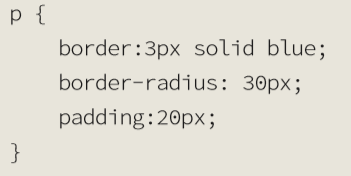 p {
    border:3px solid blue;
    border-radius: 30px;
    padding:20px;
}